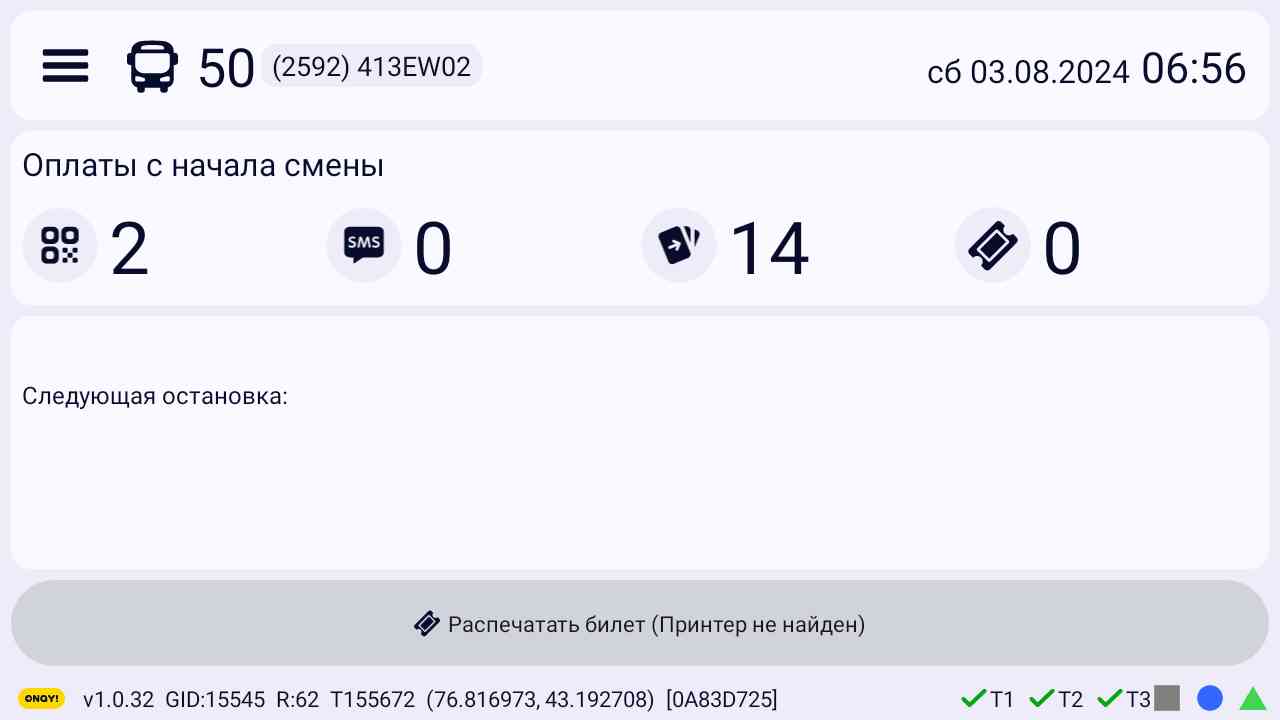 50 (2592) 413EW02 сб 03.08.2024 06:56
Оплаты с начала смены
2 SMS 0 14 0
Следующая остановка:
Распечатать билет (Принтер не найден)
ONAY! v1.0.32 GID:15545 R:62 T155672 (76.816973, 43.192708) [0A83D725] T1 T2 T3